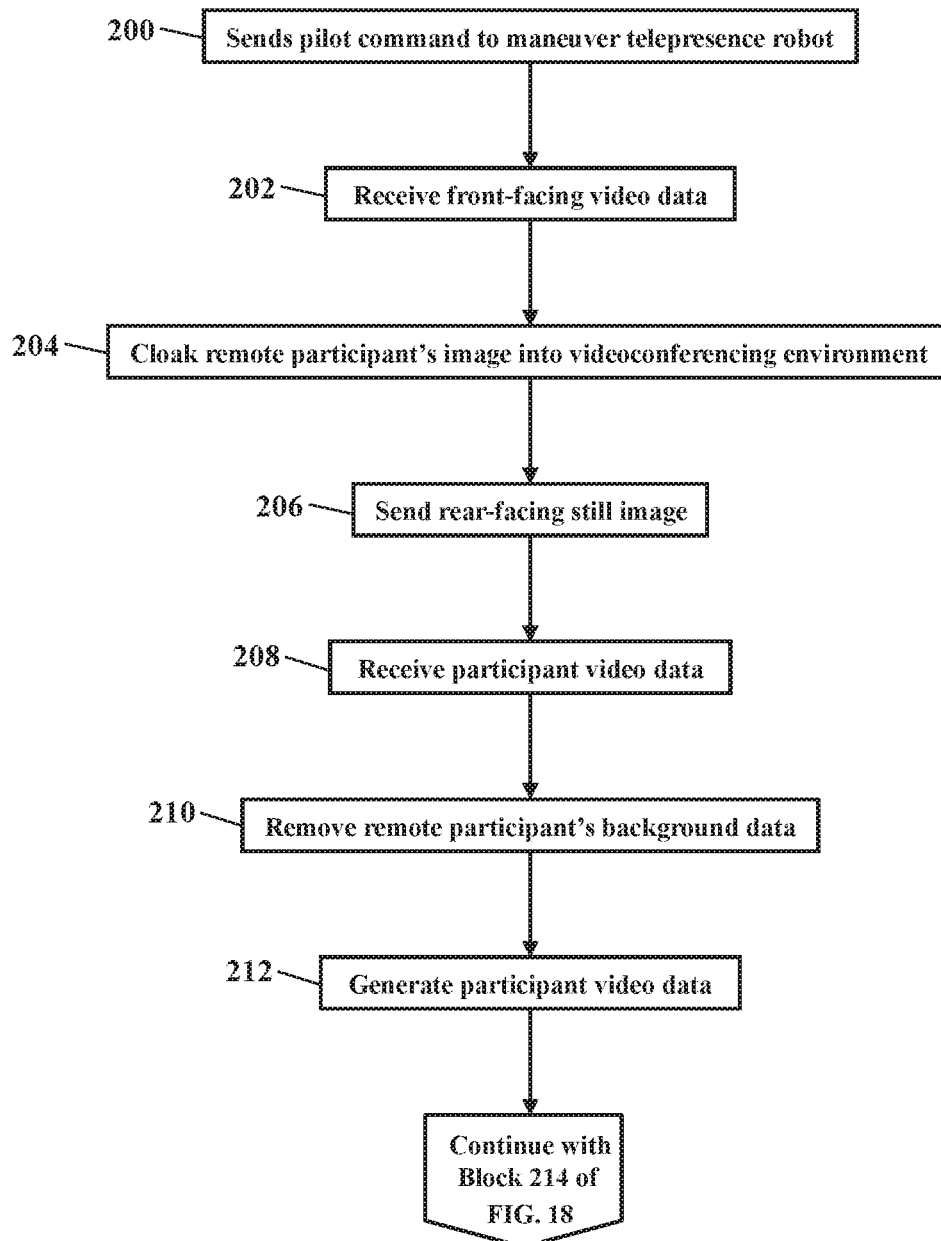 200
Sends pilot command to maneuver telepresence robot
202
Receive front-facing video data
204
Cloak remote participant's image into videoconferencing environment
206
Send rear-facing still image
208
Receive participant video data
210
Remove remote participant's background data
212
Generate participant video data
Continue with
Block 214 of
FIG. 18